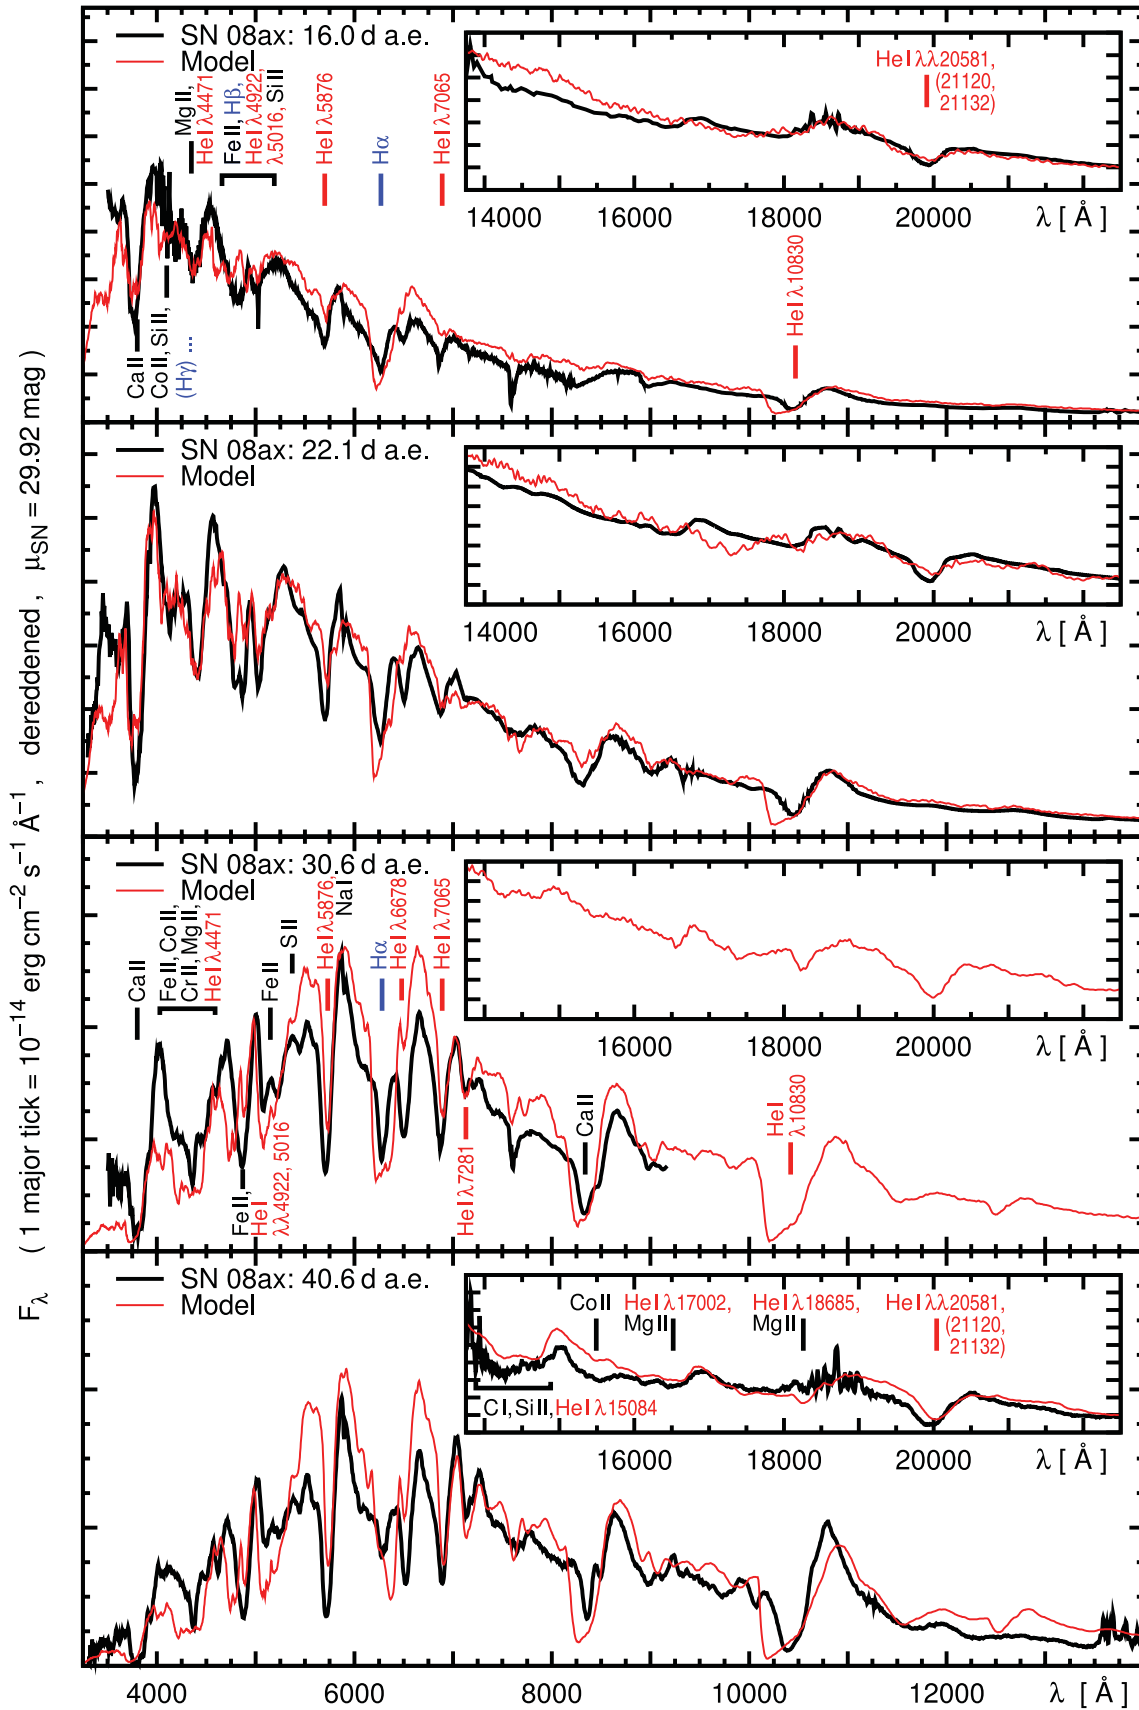 F_λ ( 1 major tick = 10⁻¹⁴ erg cm⁻² s⁻¹ Å⁻¹ , dereddened , μ_SN = 29.92 mag )
SN 08ax: 16.0 d a.e.
Model
Mg II,
He I λ4471
Fe II, Hβ,
He I λ4922,
λ5016, Si II
He I λ5876
Hα
He I λ7065
He I λλ20581,
(21120,
21132)
14000 16000 18000 20000 λ [ Å ]
He I λ10830
Ca II
Co II, Si II,
(Hγ) ...
SN 08ax: 22.1 d a.e.
Model
14000 16000 18000 20000 λ [ Å ]
SN 08ax: 30.6 d a.e.
Model
Ca II
Fe II, Co II,
Cr II, Mg II,
He I λ4471
Fe II
S II
He I λ5876,
Na I
Hα
He I λ6678
He I λ7065
16000 18000 20000 λ [ Å ]
Fe II,
He I
λλ4922, 5016
He I λ7281
Ca II
He I
λ10830
SN 08ax: 40.6 d a.e.
Model
Co II
He I λ17002,
Mg II
He I λ18685,
Mg II
He I λλ20581,
(21120,
21132)
C I, Si II, He I λ15084
16000 18000 20000 λ [ Å ]
4000 6000 8000 10000 12000 λ [ Å ]